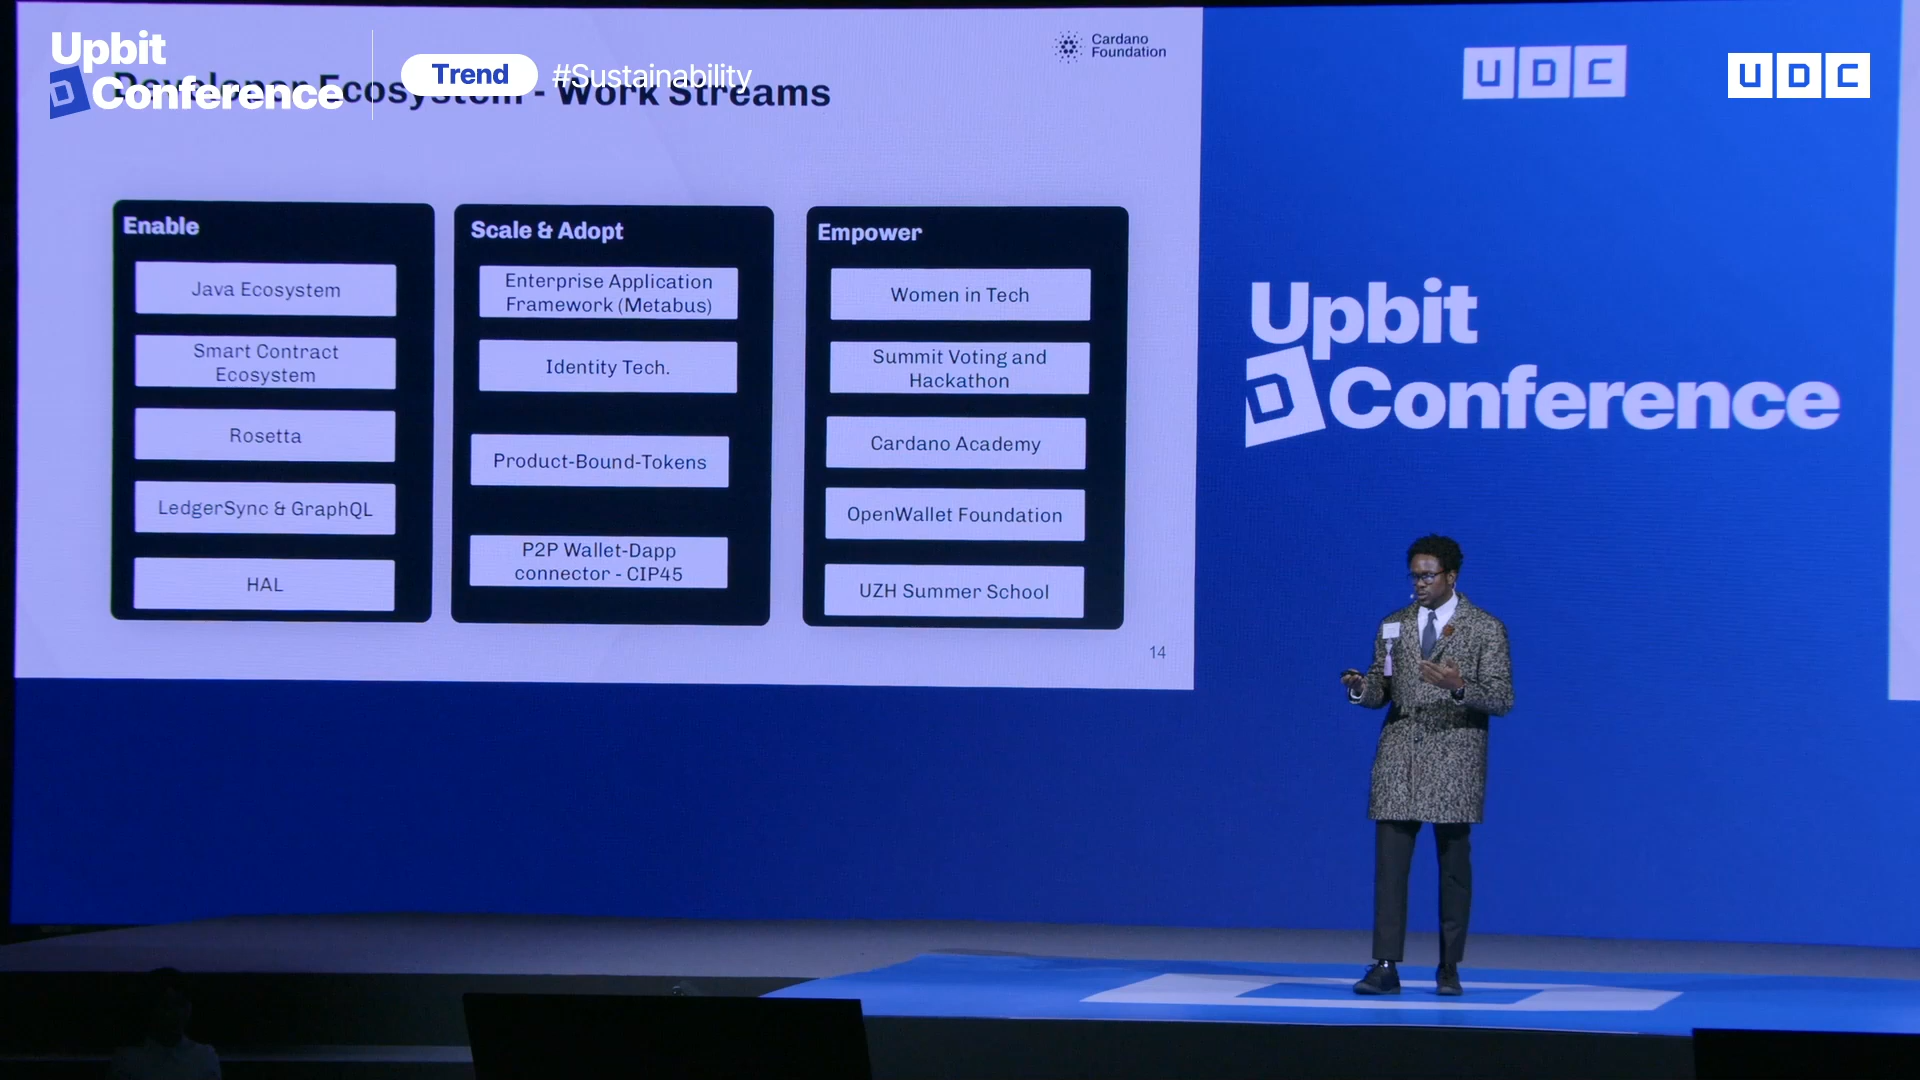 Upbit
D Conference
Trend
#Sustainability
Developer Ecosystem - Work Streams
Cardano
Foundation
UDC
UDC
Enable
Java Ecosystem
Smart Contract
Ecosystem
Rosetta
LedgerSync & GraphQL
HAL
Scale & Adopt
Enterprise Application
Framework (Metabus)
Identity Tech.
Product-Bound-Tokens
P2P Wallet-Dapp
connector - CIP45
Empower
Women in Tech
Summit Voting and
Hackathon
Cardano Academy
OpenWallet Foundation
UZH Summer School
14
Upbit
D Conference